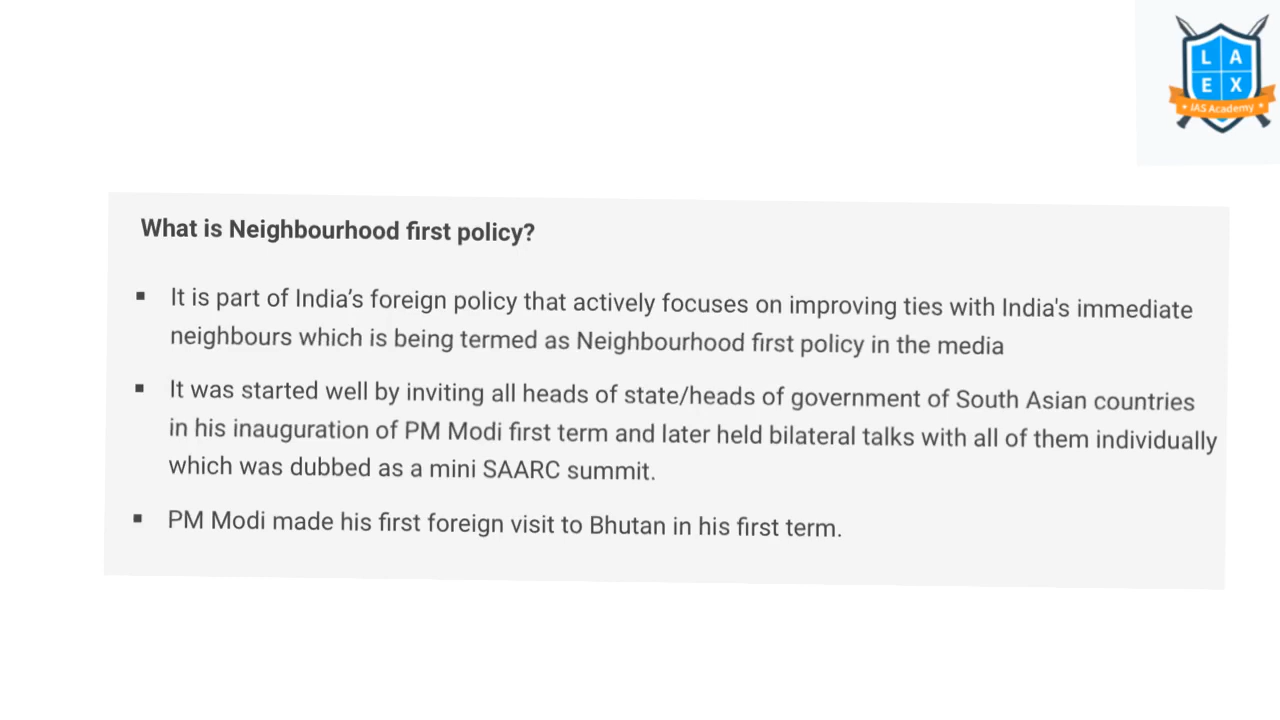 L A
E X
IAS Academy
What is Neighbourhood first policy?
▪ It is part of India’s foreign policy that actively focuses on improving ties with India's immediate
neighbours which is being termed as Neighbourhood first policy in the media
▪ It was started well by inviting all heads of state/heads of government of South Asian countries
in his inauguration of PM Modi first term and later held bilateral talks with all of them individually
which was dubbed as a mini SAARC summit.
▪ PM Modi made his first foreign visit to Bhutan in his first term.